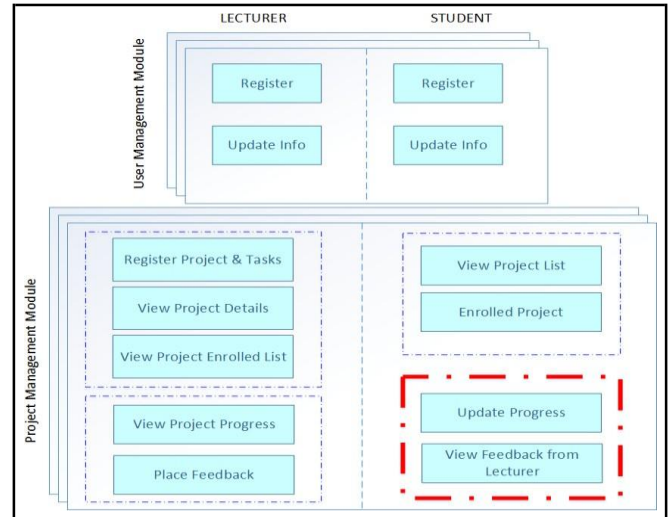 LECTURER
STUDENT
User Management Module
Register
Register
Update Info
Update Info
Project Management Module
Register Project & Tasks
View Project Details
View Project Enrolled List
View Project Progress
Place Feedback
View Project List
Enrolled Project
Update Progress
View Feedback from
Lecturer